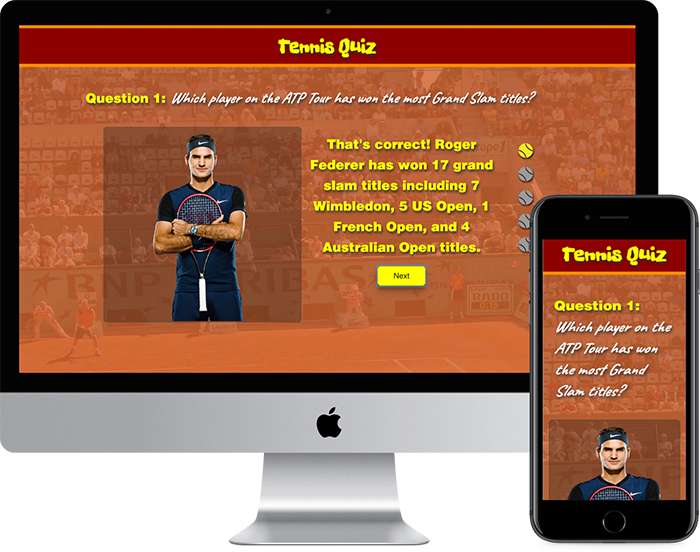 Tennis Quiz
Question 1: Which player on the ATP Tour has won the most Grand Slam titles?
That's correct! Roger
Federer has won 17 grand
slam titles including 7
Wimbledon, 5 US Open, 1
French Open, and 4
Australian Open titles.
Next
BNP PARIBAS
RADO
Tennis Quiz
Question 1:
Which player on the
ATP Tour has won
the most Grand
Slam titles?